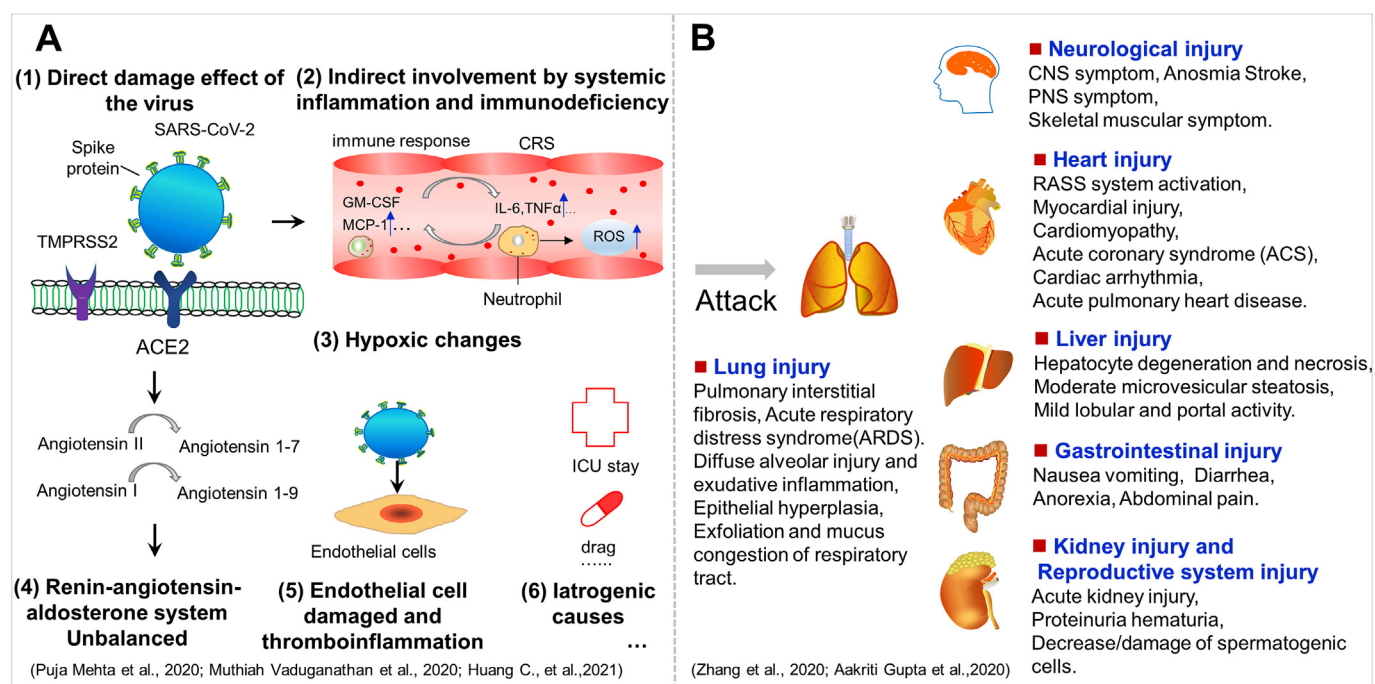 A
(1) Direct damage effect of
the virus
SARS-CoV-2
Spike
protein
TMPRSS2
ACE2
Angiotensin II
Angiotensin 1-7
Angiotensin I
Angiotensin 1-9
(4) Renin-angiotensin-
aldosterone system
Unbalanced
(2) Indirect involvement by systemic
inflammation and immunodeficiency
immune response
CRS
GM-CSF
MCP-1 ...
IL-6,TNFα ...
ROS
Neutrophil
(3) Hypoxic changes
Endothelial cells
(5) Endothelial cell
damaged and
thromboinflammation
ICU stay
drag
......
(6) Iatrogenic
causes
...
(Puja Mehta et al., 2020; Muthiah Vaduganathan et al., 2020; Huang C., et al.,2021)
B
Attack
Lung injury
Pulmonary interstitial
fibrosis, Acute respiratory
distress syndrome(ARDS).
Diffuse alveolar injury and
exudative inflammation,
Epithelial hyperplasia,
Exfoliation and mucus
congestion of respiratory
tract.
Neurological injury
CNS symptom, Anosmia Stroke,
PNS symptom,
Skeletal muscular symptom.
Heart injury
RASS system activation,
Myocardial injury,
Cardiomyopathy,
Acute coronary syndrome (ACS),
Cardiac arrhythmia,
Acute pulmonary heart disease.
Liver injury
Hepatocyte degeneration and necrosis,
Moderate microvesicular steatosis,
Mild lobular and portal activity.
Gastrointestinal injury
Nausea vomiting, Diarrhea,
Anorexia, Abdominal pain.
Kidney injury and
Reproductive system injury
Acute kidney injury,
Proteinuria hematuria,
Decrease/damage of spermatogenic
cells.
(Zhang et al., 2020; Aakriti Gupta et al.,2020)